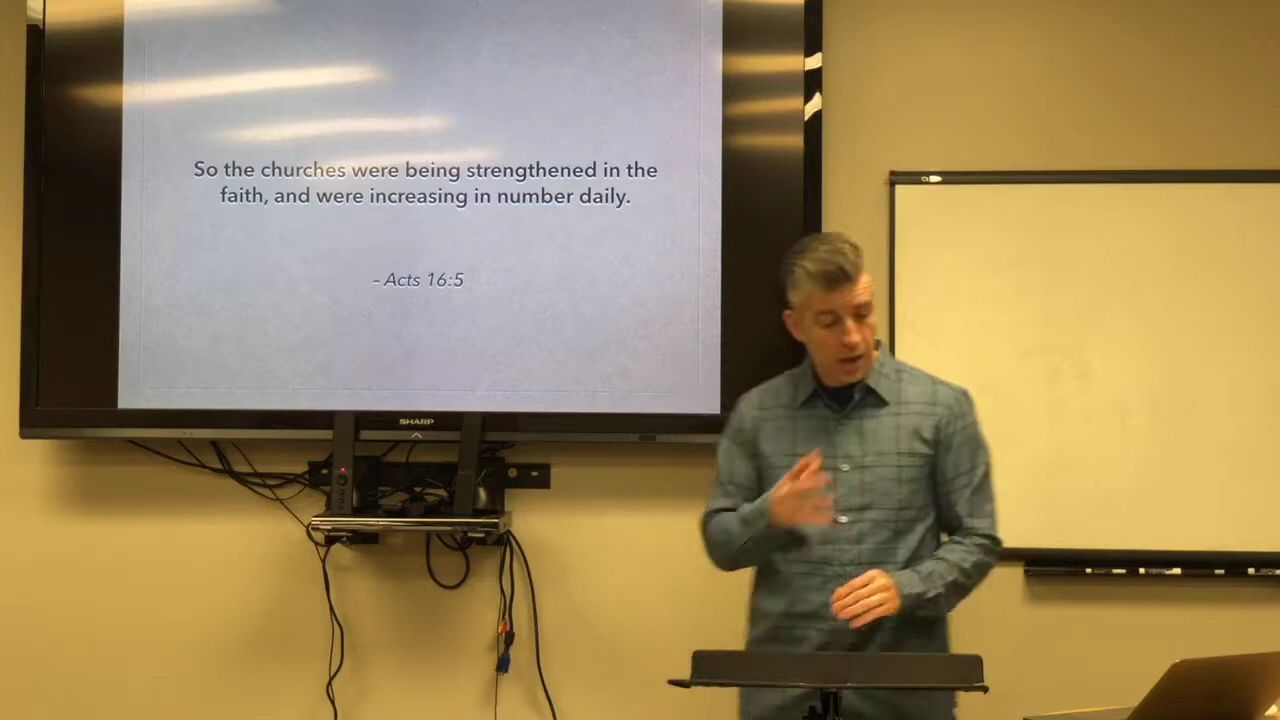 So the churches were being strengthened in the
faith, and were increasing in number daily.
– Acts 16:5
SHARP